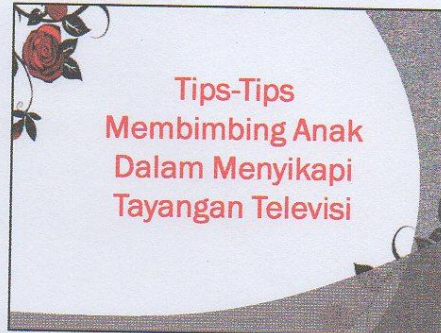 Tips-Tips
Membimbing Anak
Dalam Menyikapi
Tayangan Televisi